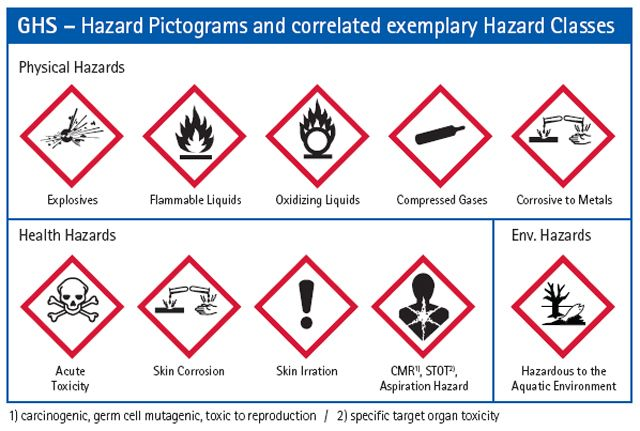 GHS – Hazard Pictograms and correlated exemplary Hazard Classes
Physical Hazards
Explosives
Flammable Liquids
Oxidizing Liquids
Compressed Gases
Corrosive to Metals
Health Hazards
Acute
Toxicity
Skin Corrosion
Skin Irration
CMR1), STOT2),
Aspiration Hazard
Env. Hazards
Hazardous to the
Aquatic Environment
1) carcinogenic, germ cell mutagenic, toxic to reproduction / 2) specific target organ toxicity